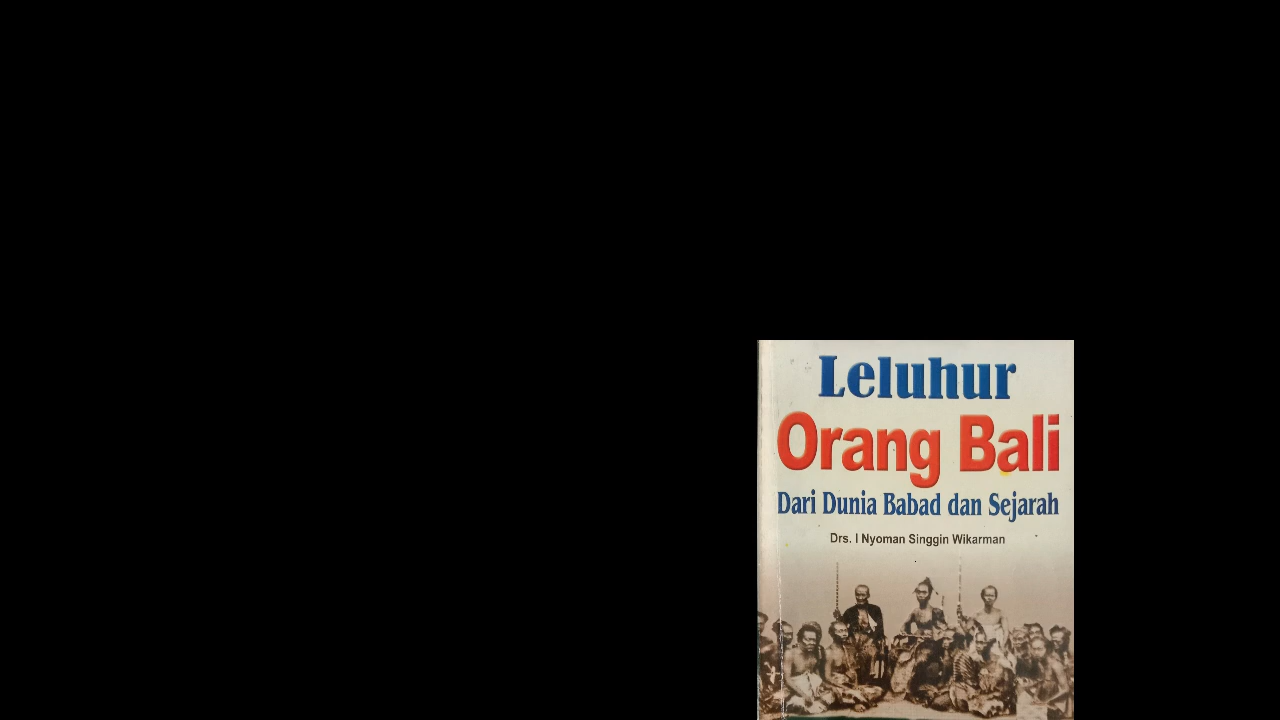 Leluhur
Orang Bali
Dari Dunia Babad dan Sejarah
Drs. I Nyoman Singgin Wikarman